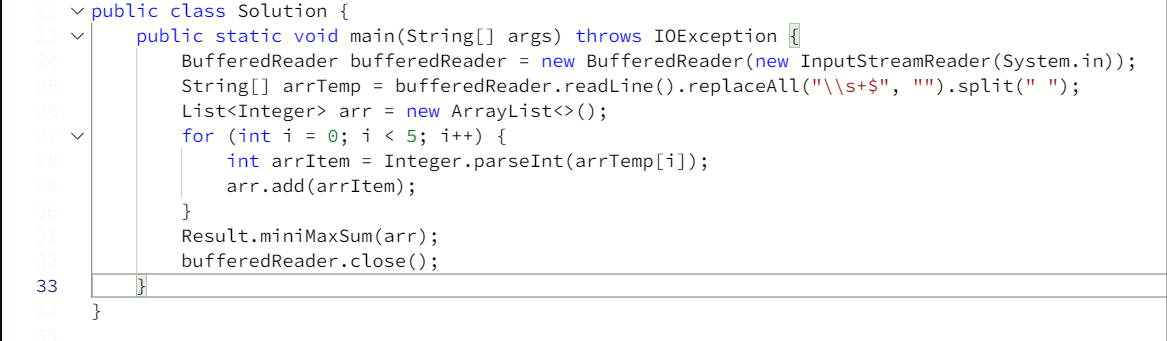 22 public class Solution {
23 public static void main(String[] args) throws IOException {
24 BufferedReader bufferedReader = new BufferedReader(new InputStreamReader(System.in));
25 String[] arrTemp = bufferedReader.readLine().replaceAll("\\s+$", "").split(" ");
26 List<Integer> arr = new ArrayList<>();
27 for (int i = 0; i < 5; i++) {
28 int arrItem = Integer.parseInt(arrTemp[i]);
29 arr.add(arrItem);
30 }
31 Result.miniMaxSum(arr);
32 bufferedReader.close();
33 }
34 }
35